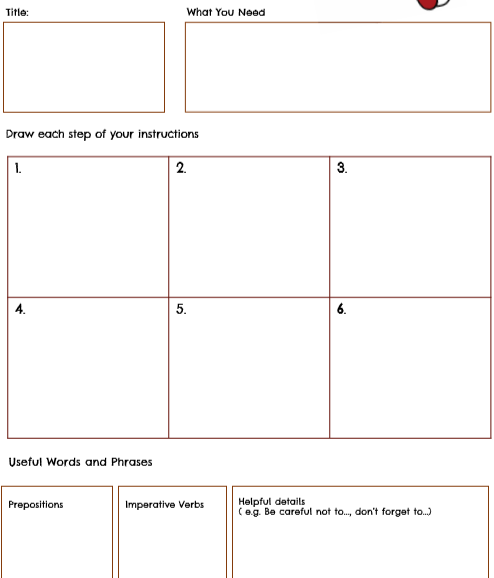 Title:
What You Need
Draw each step of your instructions
1.
2.
3.
4.
5.
6.
Useful Words and Phrases
Prepositions
Imperative Verbs
Helpful details
( e.g. Be careful not to..., don't forget to...)